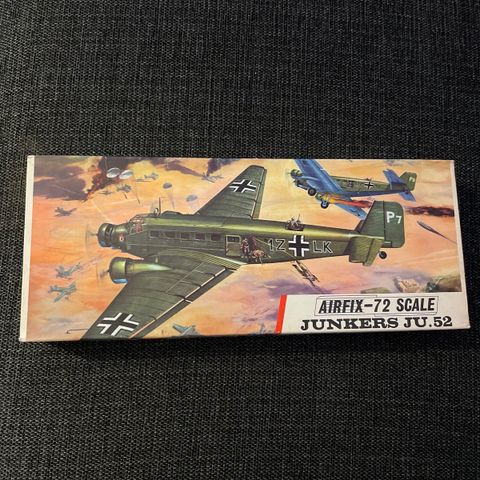 P7
1Z LK
AIRFIX-72 SCALE
JUNKERS JU.52